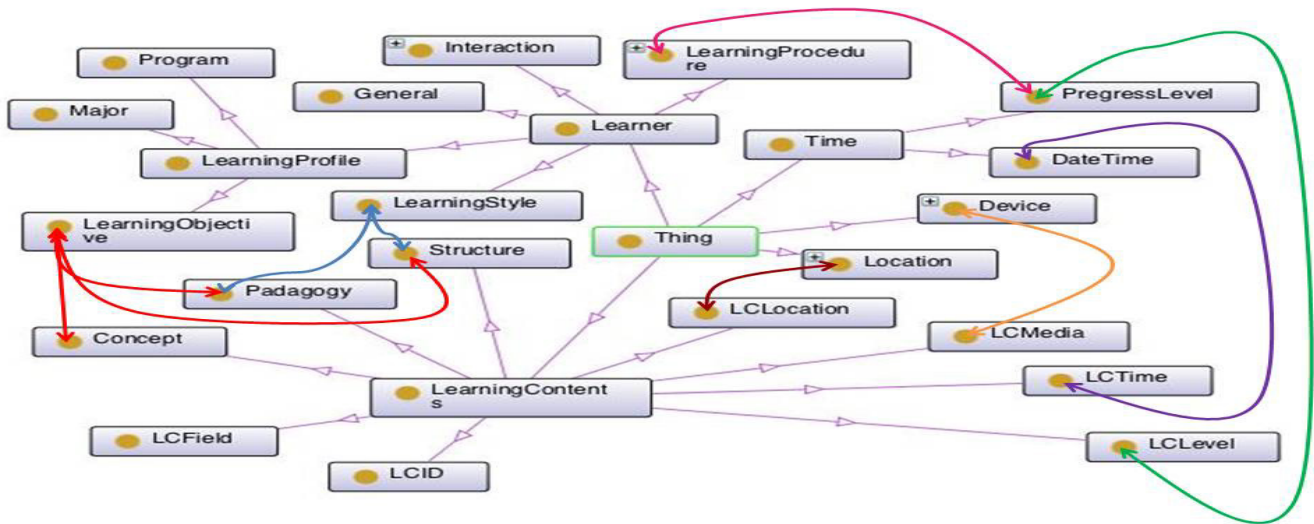 Interaction
LearningProcedu
re
Program
General
PregressLevel
Major
Learner
Time
LearningProfile
DateTime
LearningStyle
Device
LearningObjecti
ve
Structure
Thing
Location
Padagogy
LCLocation
Concept
LCMedia
LearningContent
s
LCTime
LCField
LCLevel
LCID